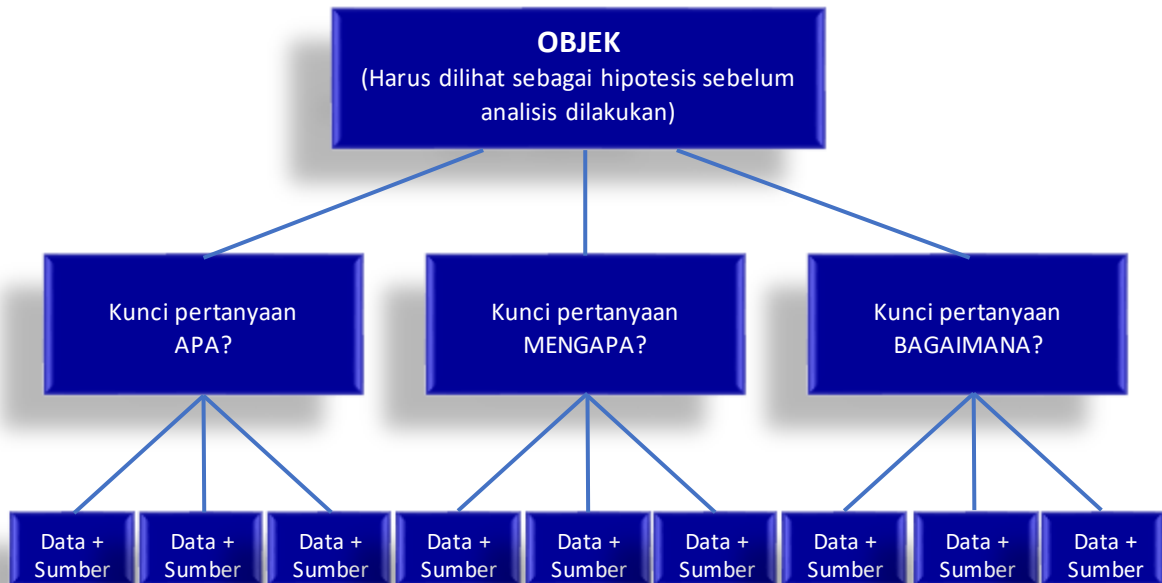 OBJEK
(Harus dilihat sebagai hipotesis sebelum
analisis dilakukan)
Kunci pertanyaan
APA?
Kunci pertanyaan
MENGAPA?
Kunci pertanyaan
BAGAIMANA?
Data +
Sumber
Data +
Sumber
Data +
Sumber
Data +
Sumber
Data +
Sumber
Data +
Sumber
Data +
Sumber
Data +
Sumber
Data +
Sumber